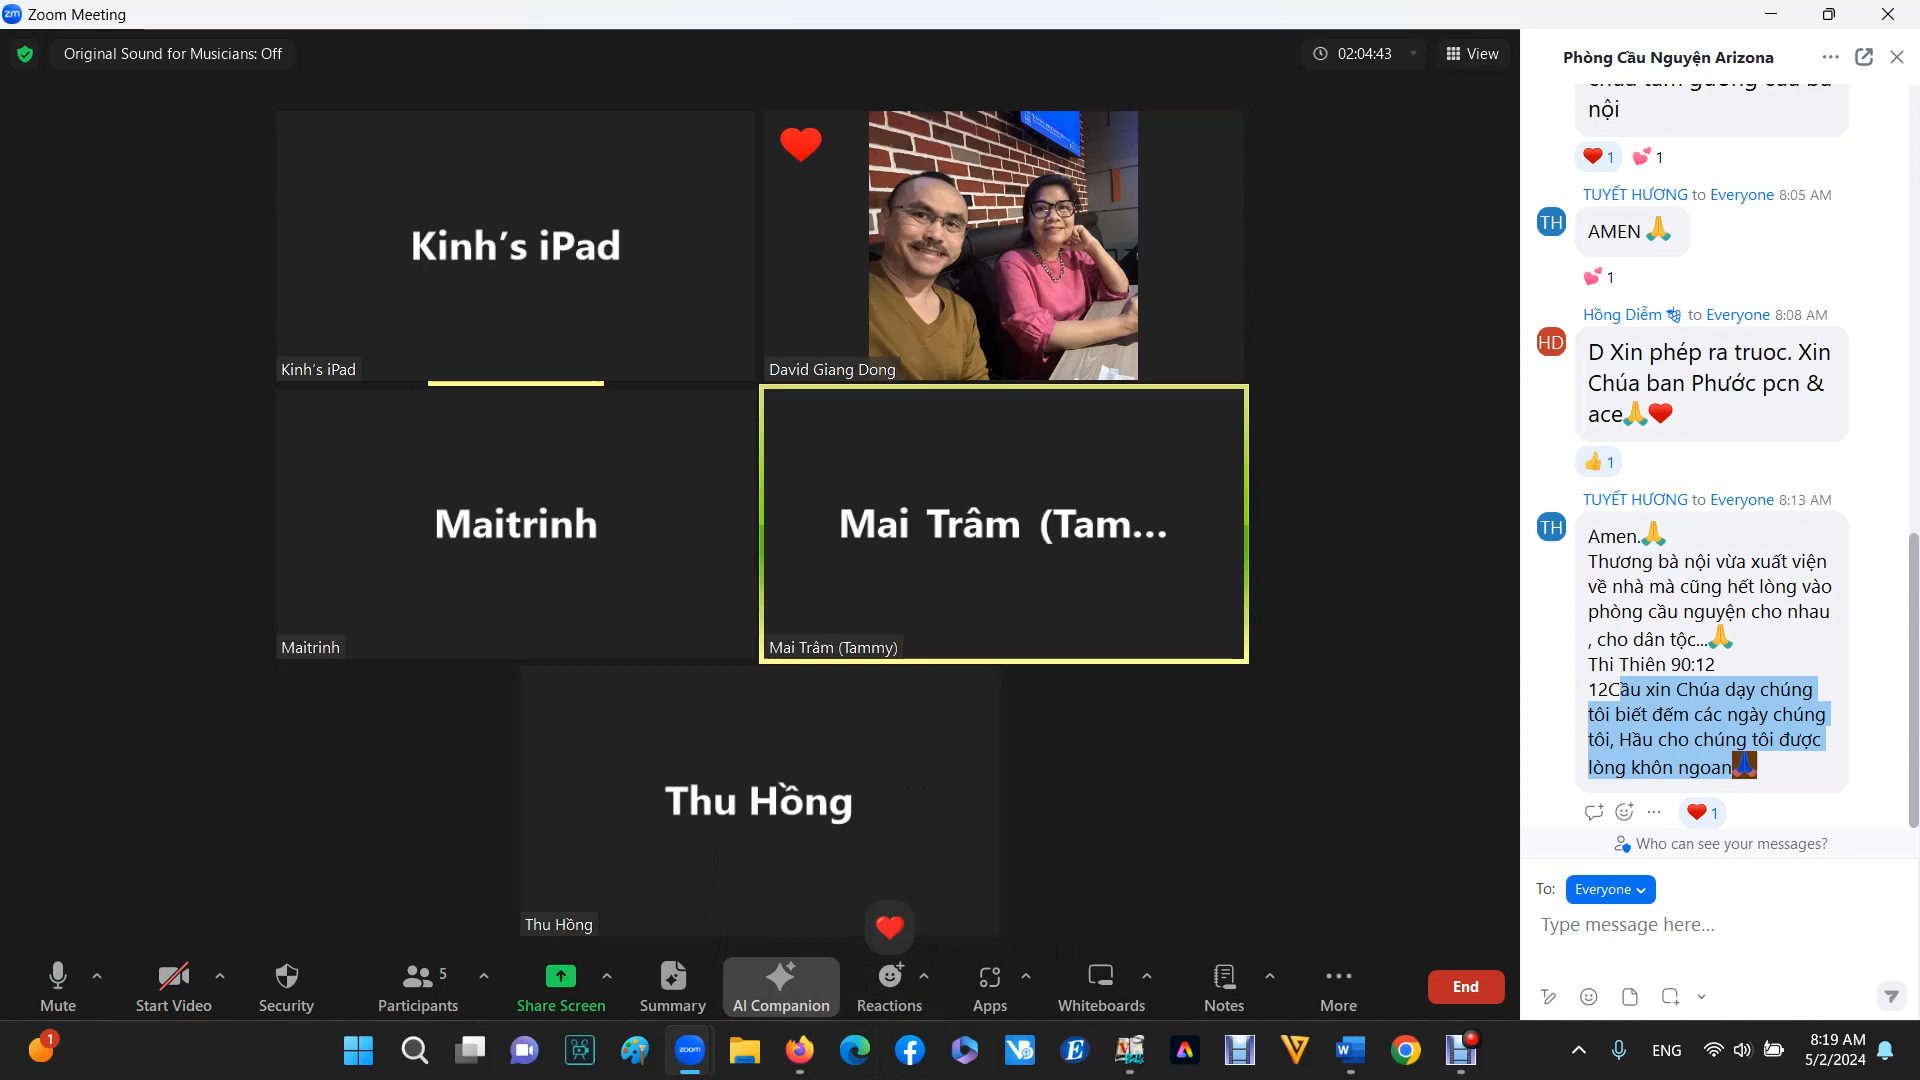 Zoom Meeting
Original Sound for Musicians: Off
02:04:43
View
Kinh's iPad
Kinh's iPad
David Giang Dong
Maitrinh
Maitrinh
Mai Trâm (Tam...
Mai Trâm (Tammy)
Thu Hồng
Thu Hồng
Phòng Cầu Nguyện Arizona
nội
1
1
TUYẾT HƯƠNG to Everyone 8:05 AM
TH
AMEN 🙏
1
Hồng Diễm to Everyone 8:08 AM
HD
D Xin phép ra truoc. Xin
Chúa ban Phước pcn &
ace🙏❤️
1
TUYẾT HƯƠNG to Everyone 8:13 AM
TH
Amen.🙏
Thương bà nội vừa xuất viện
về nhà mà cũng hết lòng vào
phòng cầu nguyện cho nhau
, cho dân tộc...🙏
Thi Thiên 90:12
12Cầu xin Chúa dạy chúng
tôi biết đếm các ngày chúng
tôi, Hầu cho chúng tôi được
lòng khôn ngoan🙏
1
Who can see your messages?
To: Everyone
Type message here...
Mute
Start Video
Security
5
Participants
Share Screen
Summary
AI Companion
Reactions
Apps
Whiteboards
Notes
More
End
1
zoom
ENG
8:19 AM
5/2/2024